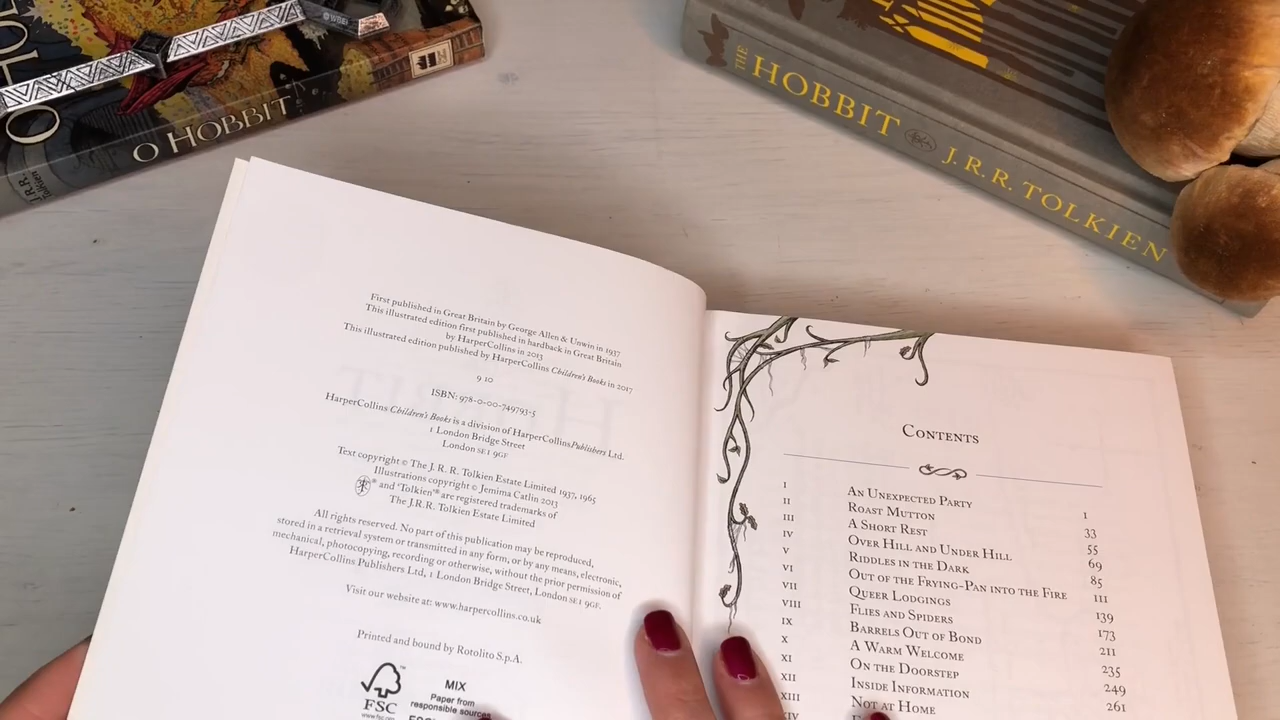 O HOBBIT
J.R.R.
Tolkien
THE HOBBIT J.R.R. TOLKIEN
First published in Great Britain by George Allen & Unwin in 1937
This illustrated edition first published in hardback in Great Britain
by HarperCollins in 2013
This illustrated edition published by HarperCollins Children's Books in 2017
9 10
ISBN: 978-0-00-749793-5
HarperCollins Children's Books is a division of HarperCollinsPublishers Ltd.
1 London Bridge Street
London SE1 9GF
Text copyright © The J. R. R. Tolkien Estate Limited 1937, 1965
Illustrations copyright © Jemima Catlin 2013
® and 'Tolkien'® are registered trademarks of
The J.R.R. Tolkien Estate Limited
All rights reserved. No part of this publication may be reproduced,
stored in a retrieval system or transmitted in any form, or by any means, electronic,
mechanical, photocopying, recording or otherwise, without the prior permission of
HarperCollins Publishers Ltd, 1 London Bridge Street, London SE1 9GF.
Visit our website at: www.harpercollins.co.uk
Printed and bound by Rotolito S.p.A.
FSC
www.fsc.org
MIX
Paper from
responsible sources
CONTENTS
I AN UNEXPECTED PARTY 1
II ROAST MUTTON 33
III A SHORT REST 55
IV OVER HILL AND UNDER HILL 69
V RIDDLES IN THE DARK 85
VI OUT OF THE FRYING-PAN INTO THE FIRE 111
VII QUEER LODGINGS 139
VIII FLIES AND SPIDERS 173
IX BARRELS OUT OF BOND 211
X A WARM WELCOME 235
XI ON THE DOORSTEP 249
XII INSIDE INFORMATION 261
XIII NOT AT HOME
XIV